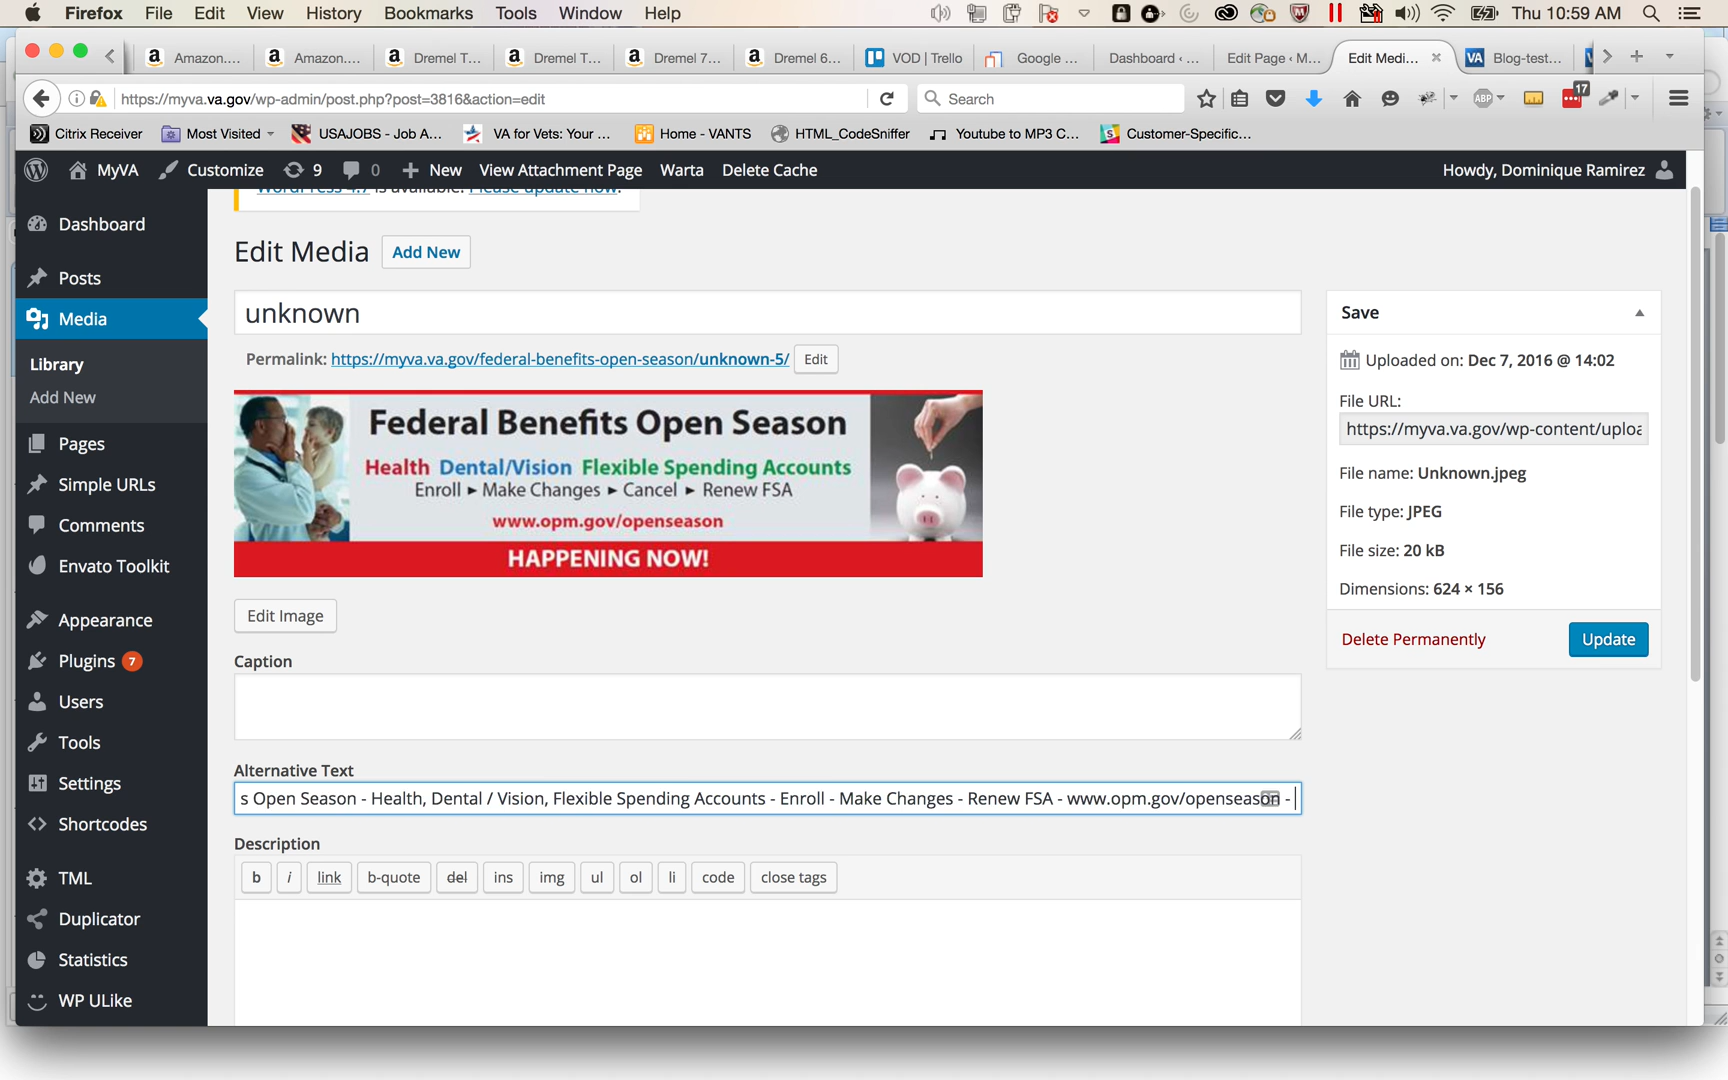 Firefox File Edit View History Bookmarks Tools Window Help Thu 10:59 AM
Amazon.... Amazon.... Dremel T... Dremel T... Dremel 7... Dremel 6... VOD | Trello Google ... Dashboard ‹ ... Edit Page ‹ M... Edit Medi... Blog-test...
https://myva.va.gov/wp-admin/post.php?post=3816&action=edit Search ABP 17
Citrix Receiver Most Visited USAJOBS - Job A... VA for Vets: Your ... Home - VANTS HTML_CodeSniffer Youtube to MP3 C... Customer-Specific...
MyVA Customize 9 0 New View Attachment Page Warta Delete Cache Howdy, Dominique Ramirez
WordPress 4.7 is available. Please update now.
Dashboard
Posts
Media
Library
Add New
Pages
Simple URLs
Comments
Envato Toolkit
Appearance
Plugins 7
Users
Tools
Settings
Shortcodes
TML
Duplicator
Statistics
WP ULike
Edit Media Add New
unknown
Permalink: https://myva.va.gov/federal-benefits-open-season/unknown-5/ Edit
Federal Benefits Open Season
Health Dental/Vision Flexible Spending Accounts
Enroll ▸ Make Changes ▸ Cancel ▸ Renew FSA
www.opm.gov/openseason
HAPPENING NOW!
Edit Image
Caption
Alternative Text
s Open Season - Health, Dental / Vision, Flexible Spending Accounts - Enroll - Make Changes - Renew FSA - www.opm.gov/openseason -
Description
b i link b-quote del ins img ul ol li code close tags
Save
Uploaded on: Dec 7, 2016 @ 14:02
File URL:
https://myva.va.gov/wp-content/uploa
File name: Unknown.jpeg
File type: JPEG
File size: 20 kB
Dimensions: 624 × 156
Delete Permanently Update